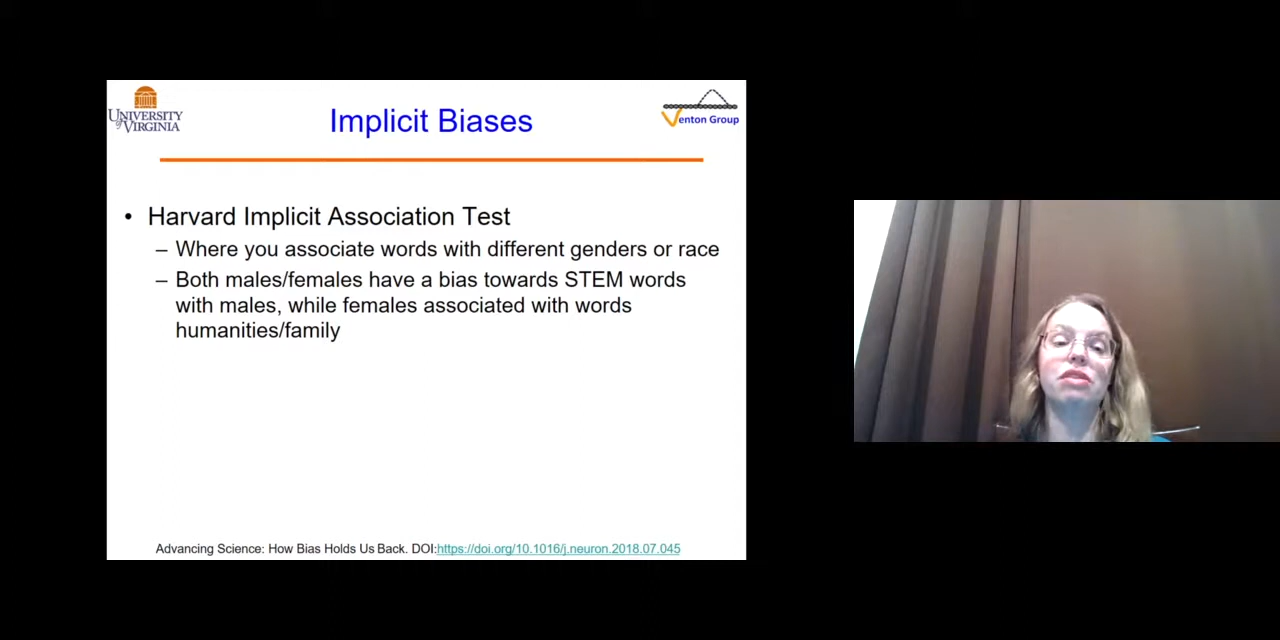 UNIVERSITY
of VIRGINIA
Implicit Biases
Venton Group
• Harvard Implicit Association Test
– Where you associate words with different genders or race
– Both males/females have a bias towards STEM words
with males, while females associated with words
humanities/family
Advancing Science: How Bias Holds Us Back. DOI:https://doi.org/10.1016/j.neuron.2018.07.045